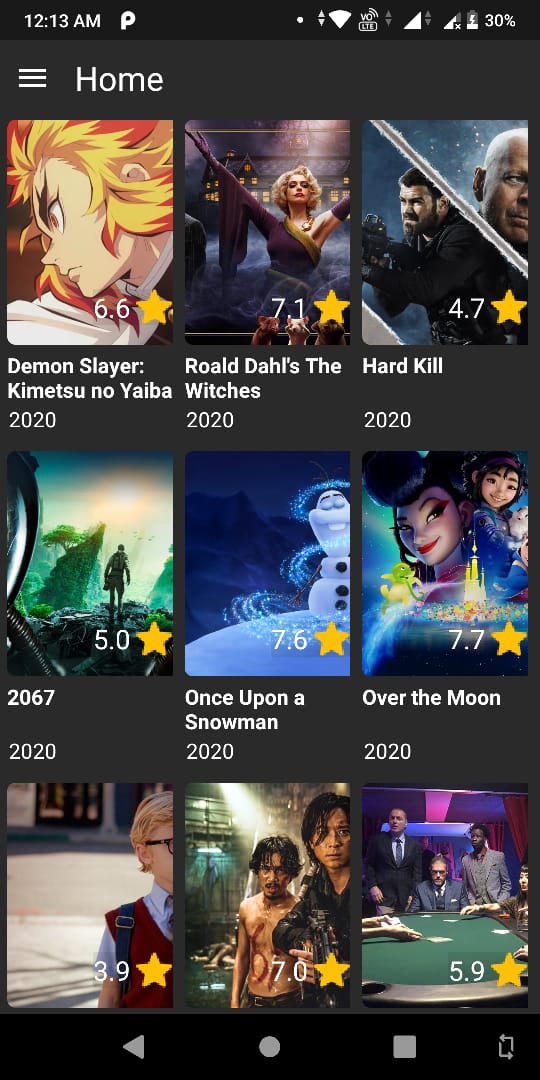 12:13 AM
VO
LTE
30%
Home
6.6
7.1
4.7
Demon Slayer:
Kimetsu no Yaiba
2020
Roald Dahl's The
Witches
2020
Hard Kill
2020
5.0
7.6
7.7
2067
2020
Once Upon a
Snowman
2020
Over the Moon
2020
3.9
7.0
5.9